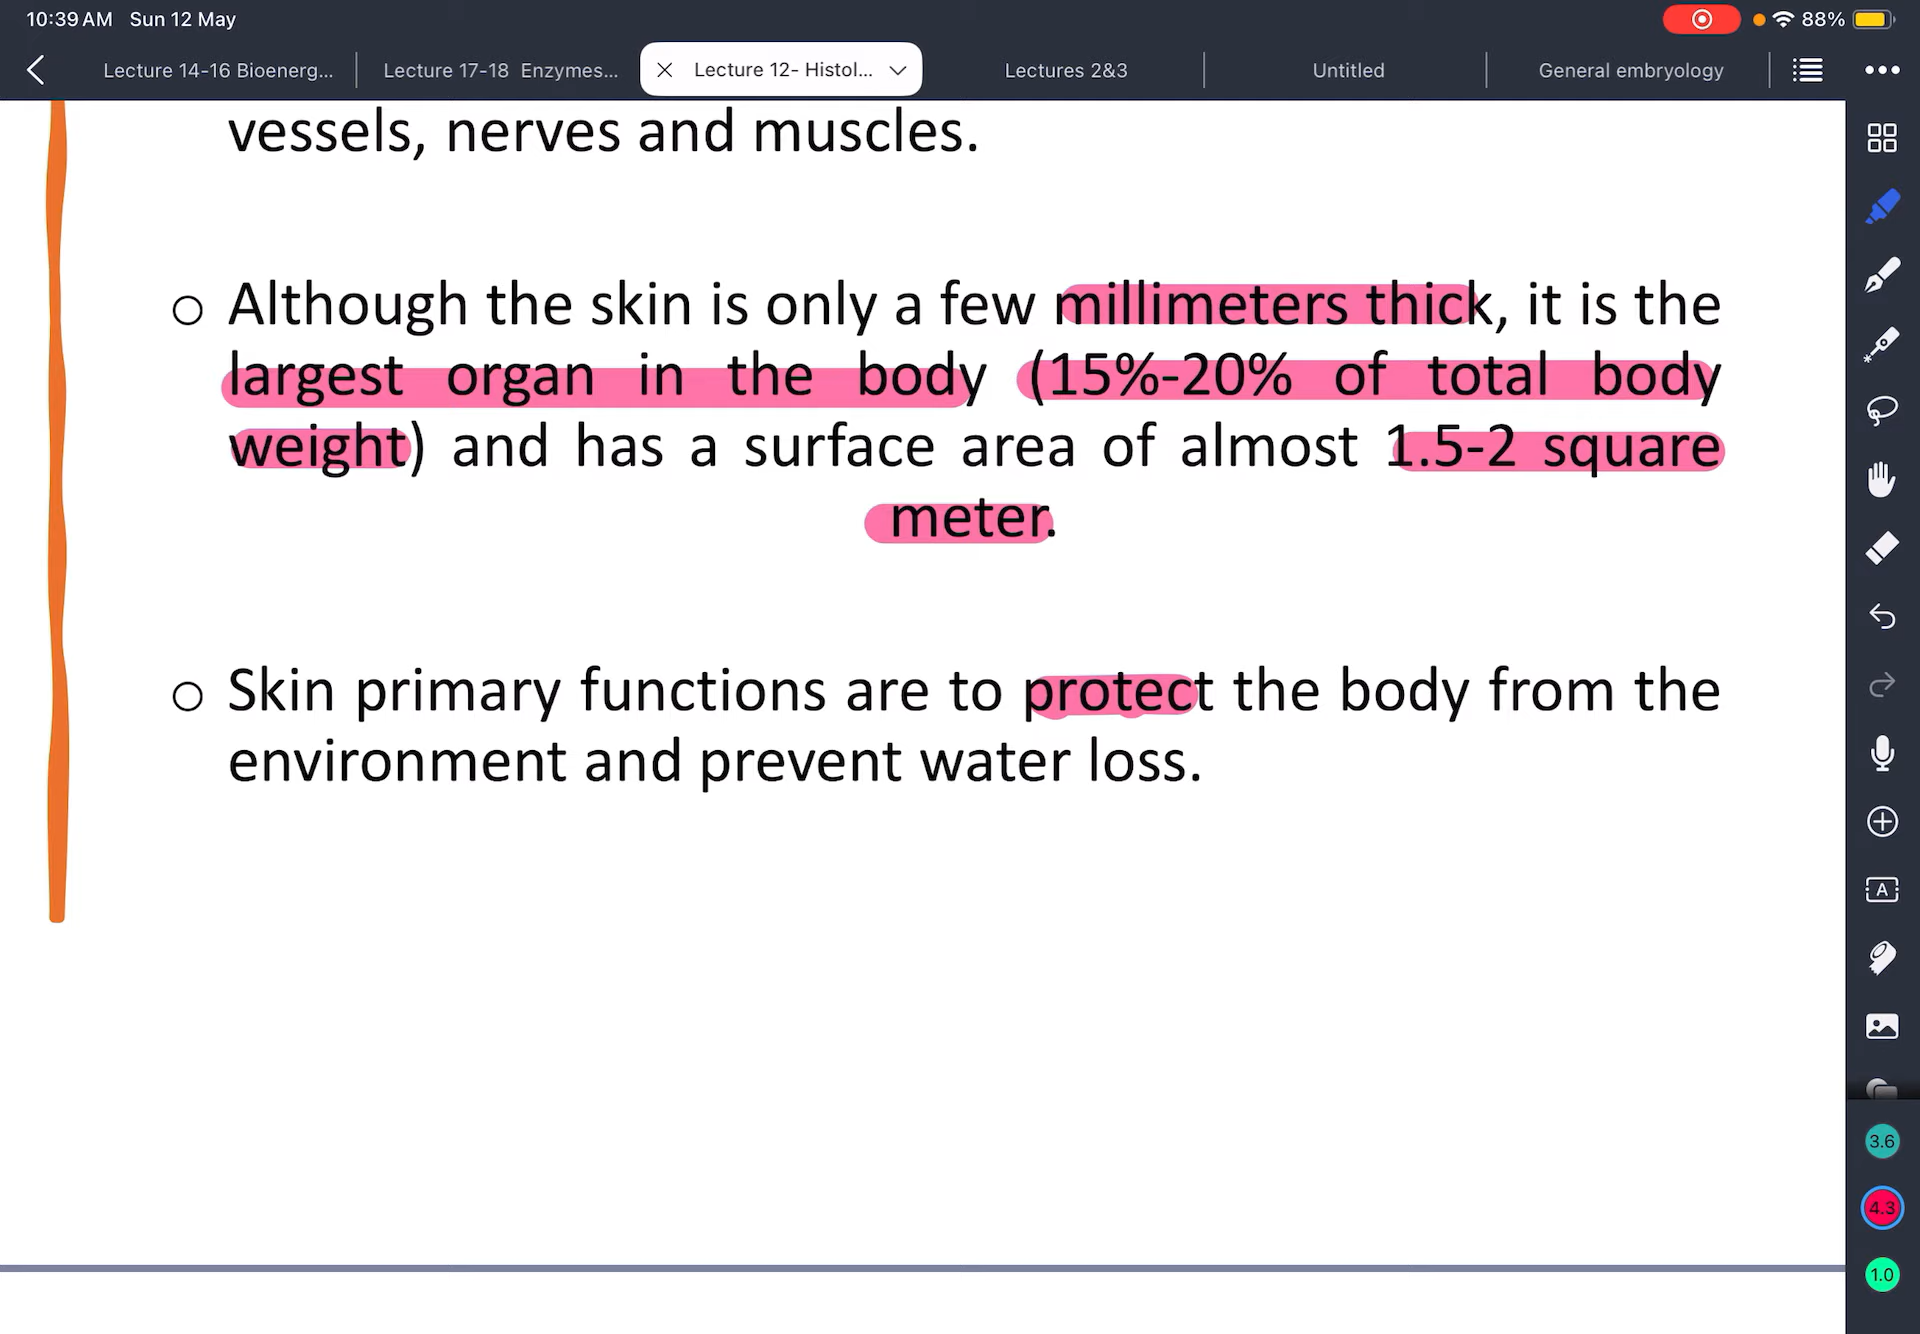 10:39 AM Sun 12 May
88%
Lecture 14-16 Bioenerg...
Lecture 17-18 Enzymes...
Lecture 12- Histol...
Lectures 2&3
Untitled
General embryology
vessels, nerves and muscles.
Although the skin is only a few millimeters thick, it is the
largest organ in the body (15%-20% of total body
weight) and has a surface area of almost 1.5-2 square
meter.
Skin primary functions are to protect the body from the
environment and prevent water loss.
A
3.6
4.3
1.0